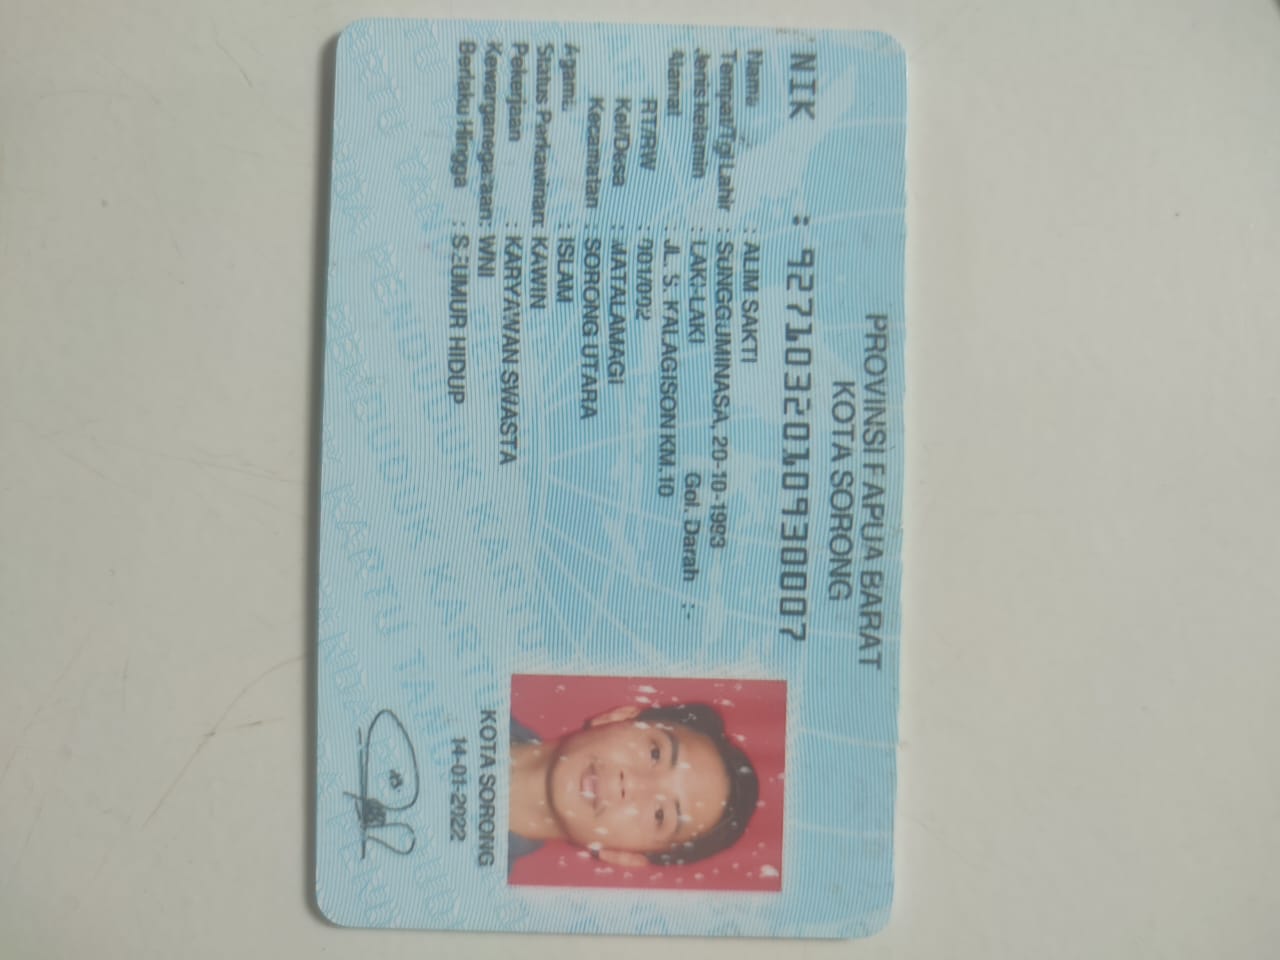 PROVINSI PAPUA BARAT
KOTA SORONG
NIK : 9271032010930007
Nama : ALIM SAKTI
Tempat/Tgl Lahir : SUNGGUMINASA, 20-10-1993
Jenis kelamin : LAKI-LAKI Gol. Darah :-
Alamat : JL. S. KALAGISON KM.10
RT/RW : 001/002
Kel/Desa : MATALAMAGI
Kecamatan : SORONG UTARA
Agama : ISLAM
Status Perkawinan: KAWIN
Pekerjaan : KARYAWAN SWASTA
Kewarganegaraan: WNI
Berlaku Hingga : SEUMUR HIDUP
KOTA SORONG
14-01-2022